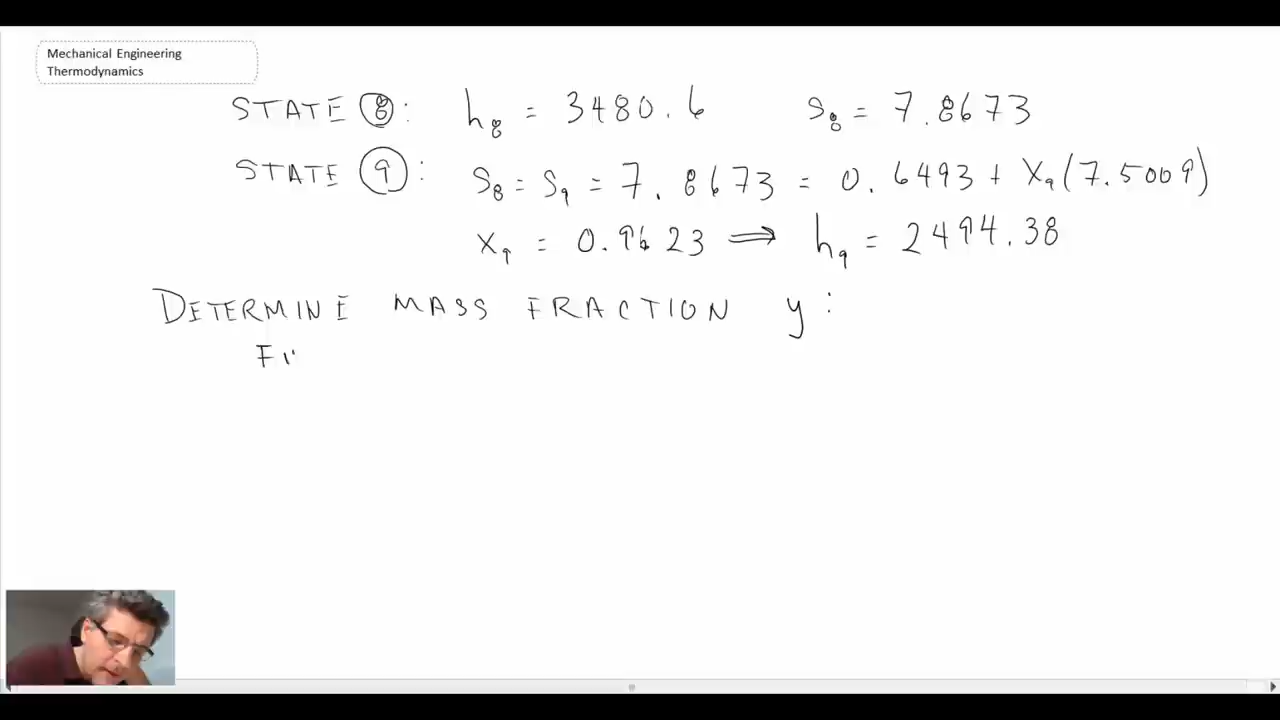 Mechanical Engineering
Thermodynamics
STATE ⑧: h₈ = 3480.6 s₈ = 7.8673
STATE ⑨: s₈ = s₉ = 7.8673 = 0.6493 + x₉(7.5009)
x₉ = 0.9623 ⟹ h₉ = 2494.38
DETERMINE MASS FRACTION y: